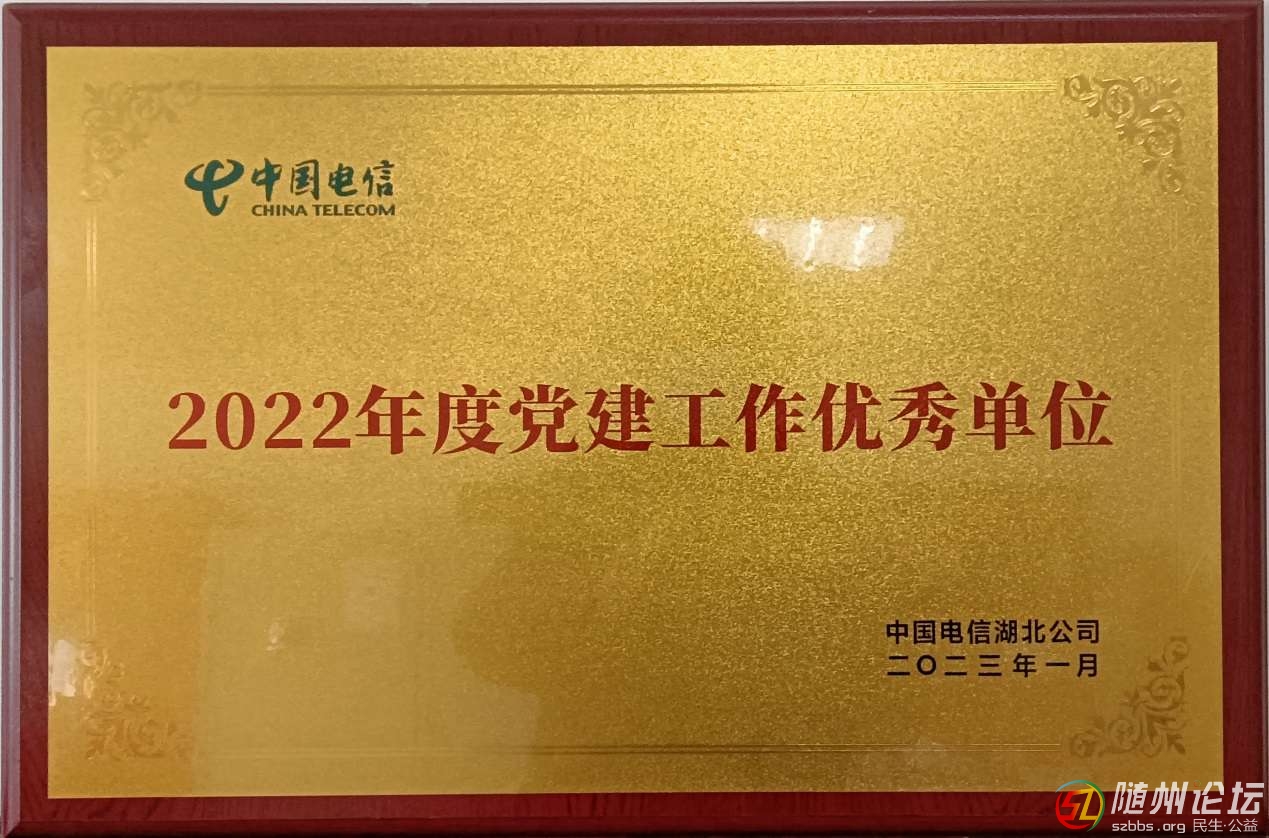 中国电信
CHINA TELECOM
2022年度党建工作优秀单位
中国电信湖北公司
二〇二三年一月
随州论坛
szbbs.org 民生·公益